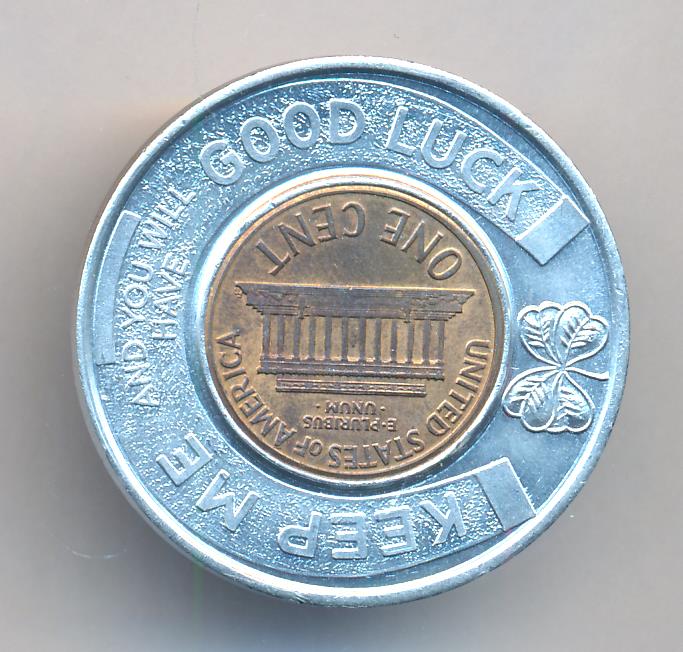 KEEP ME
AND YOU WILL
HAVE
GOOD LUCK
UNITED STATES OF AMERICA
E·PLURIBUS
·UNUM·
ONE CENT